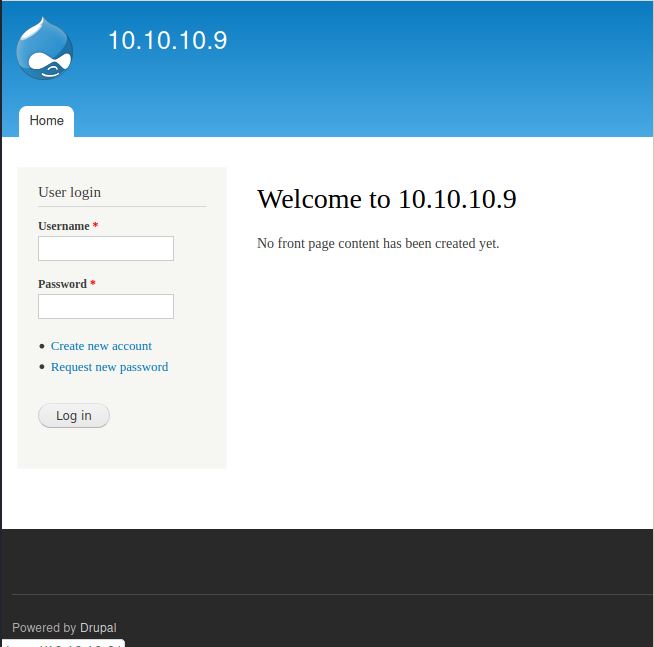 10.10.10.9
Home
User login
Username *
Password *
Create new account
Request new password
Log in
Welcome to 10.10.10.9
No front page content has been created yet.
Powered by Drupal